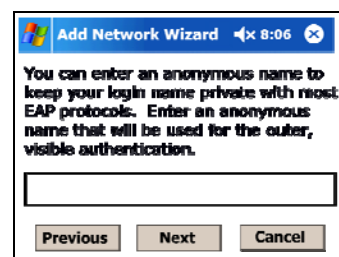 Add Network Wizard 8:06
You can enter an anonymous name to
keep your login name private with most
EAP protocols. Enter an anonymous
name that will be used for the outer,
visible authentication.
Previous Next Cancel